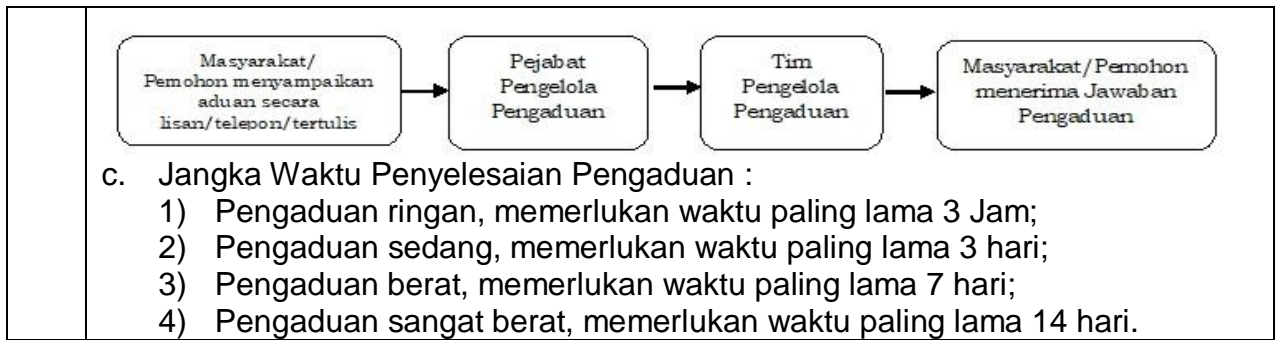 Masyarakat/
Pemohon menyampaikan
aduan secara
lisan/telepon/tertulis
Pejabat
Pengelola
Pengaduan
Tim
Pengelola
Pengaduan
Masyarakat/Pemohon
menerima Jawaban
Pengaduan
c. Jangka Waktu Penyelesaian Pengaduan :
1) Pengaduan ringan, memerlukan waktu paling lama 3 Jam;
2) Pengaduan sedang, memerlukan waktu paling lama 3 hari;
3) Pengaduan berat, memerlukan waktu paling lama 7 hari;
4) Pengaduan sangat berat, memerlukan waktu paling lama 14 hari.